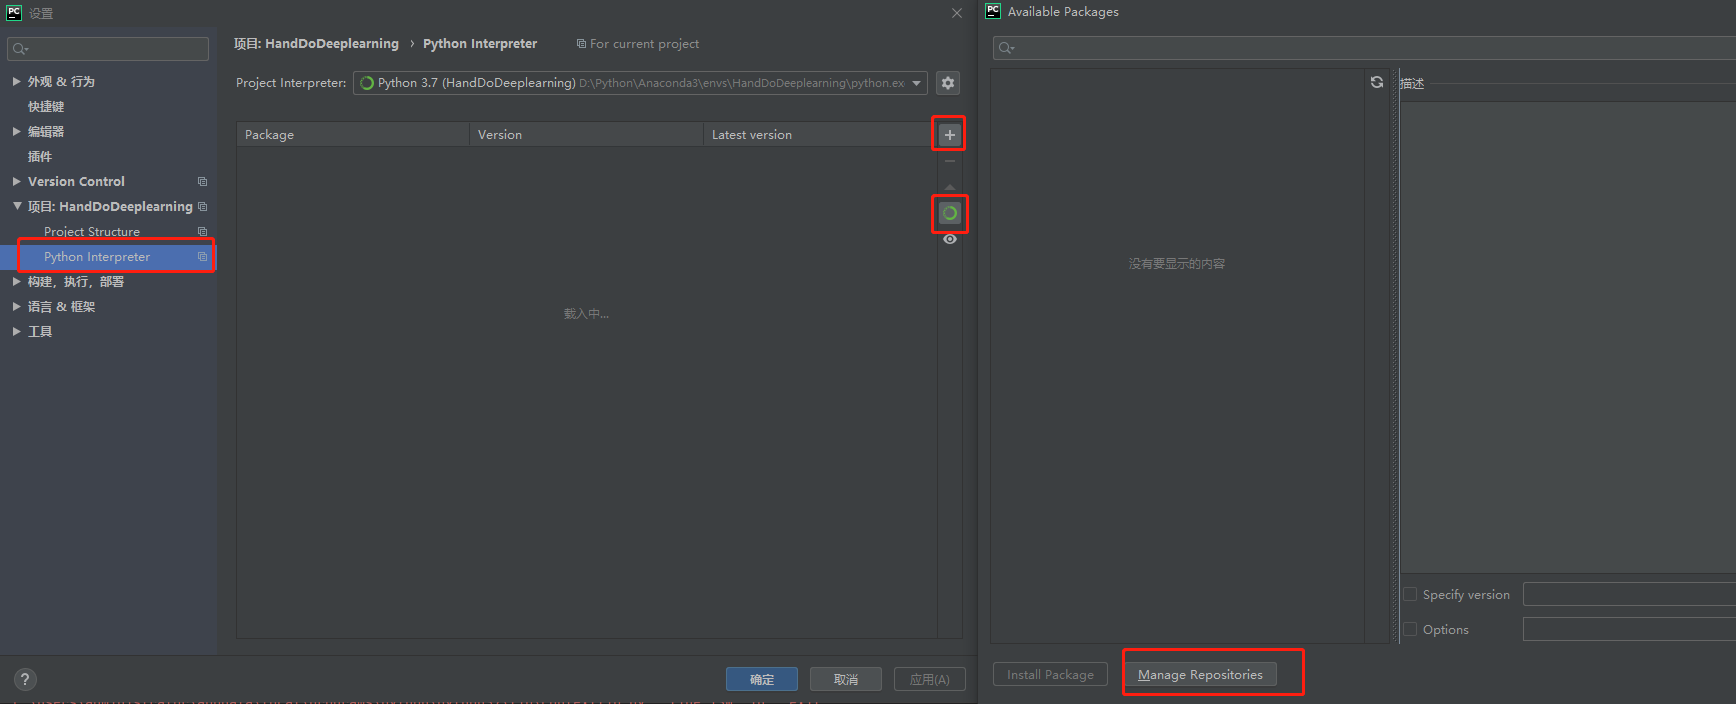 PC 设置
项目: HandDoDeeplearning › Python Interpreter
For current project
Project Interpreter:
Python 3.7 (HandDoDeeplearning) D:\Python\Anaconda3\envs\HandDoDeeplearning\python.ex
外观 & 行为
快捷键
编辑器
插件
Version Control
项目: HandDoDeeplearning
Project Structure
Python Interpreter
构建，执行，部署
语言 & 框架
工具
Package
Version
Latest version
+
载入中...
?
确定
取消
应用(A)
PC Available Packages
没有要显示的内容
描述
Specify version
Options
Install Package
Manage Repositories